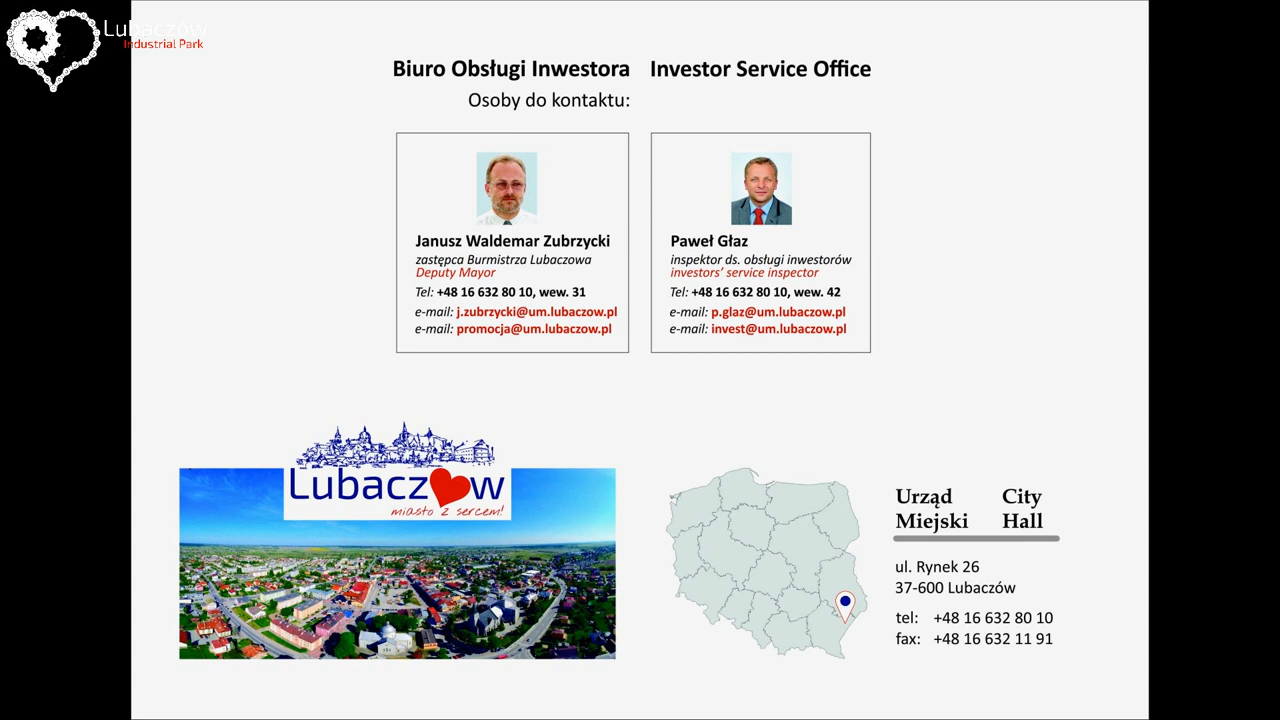 Lubaczów
Industrial Park
Biuro Obsługi Inwestora Investor Service Office
Osoby do kontaktu:
Janusz Waldemar Zubrzycki
zastępca Burmistrza Lubaczowa
Deputy Mayor
Tel: +48 16 632 80 10, wew. 31
e-mail: j.zubrzycki@um.lubaczow.pl
e-mail: promocja@um.lubaczow.pl
Paweł Głaz
inspektor ds. obsługi inwestorów
investors' service inspector
Tel: +48 16 632 80 10, wew. 42
e-mail: p.glaz@um.lubaczow.pl
e-mail: invest@um.lubaczow.pl
Lubaczów
miasto z sercem!
Urząd Miejski
City Hall
ul. Rynek 26
37-600 Lubaczów
tel: +48 16 632 80 10
fax: +48 16 632 11 91